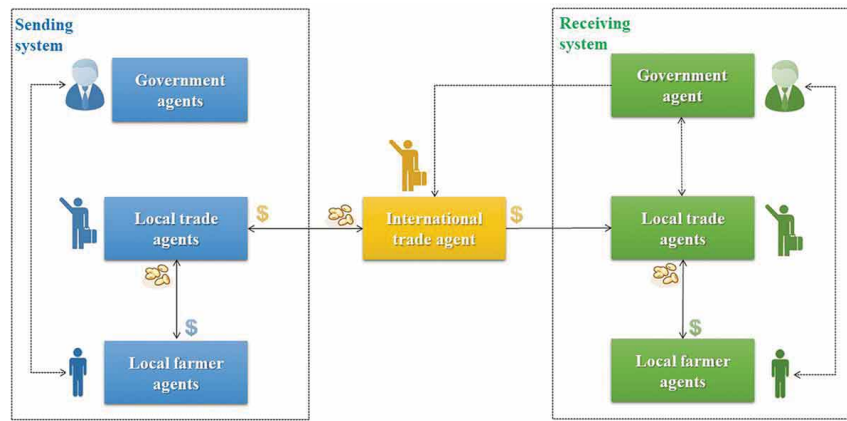 Sending
system
Receiving
system
Government
agents
Government
agent
Local trade
agents
$
International
trade agent
$
Local trade
agents
$
$
Local farmer
agents
Local farmer
agents